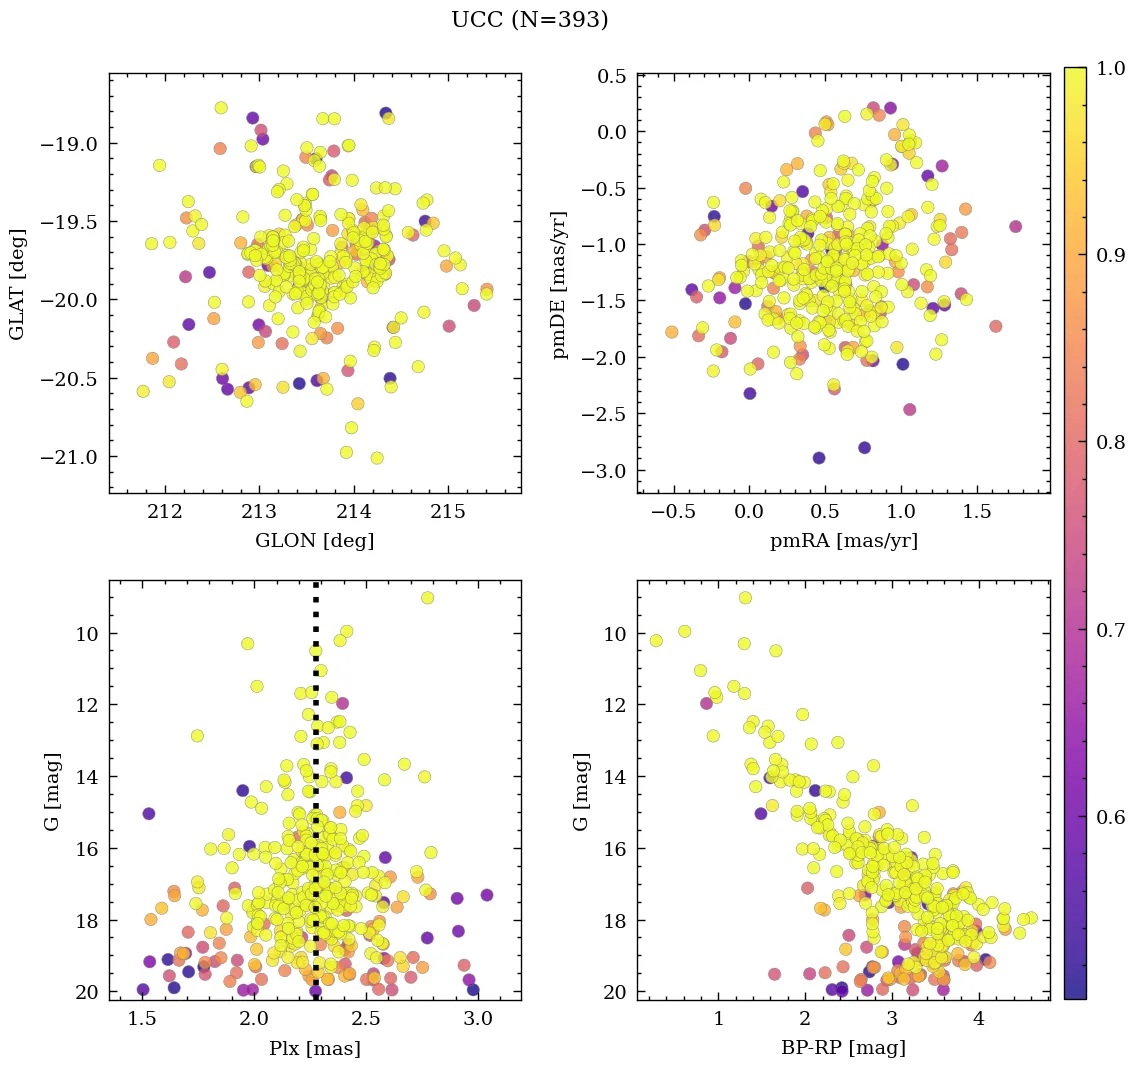 UCC (N=393)
−19.0
−19.5
−20.0
−20.5
−21.0
GLAT [deg]
212 213 214 215
GLON [deg]
0.5
0.0
−0.5
−1.0
−1.5
−2.0
−2.5
−3.0
pmDE [mas/yr]
−0.5 0.0 0.5 1.0 1.5
pmRA [mas/yr]
10
12
14
16
18
20
G [mag]
1.5 2.0 2.5 3.0
Plx [mas]
10
12
14
16
18
20
G [mag]
1 2 3 4
BP-RP [mag]
1.0
0.9
0.8
0.7
0.6